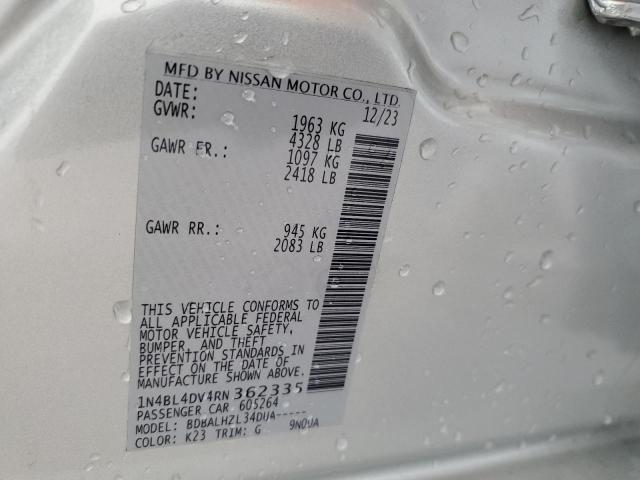 MFD BY NISSAN MOTOR CO., LTD.
DATE: 12/23
GVWR: 1963 KG
4328 LB
GAWR FR.: 1097 KG
2418 LB
GAWR RR.: 945 KG
2083 LB
THIS VEHICLE CONFORMS TO
ALL APPLICABLE FEDERAL
MOTOR VEHICLE SAFETY,
BUMPER, AND THEFT
PREVENTION STANDARDS IN
EFFECT ON THE DATE OF
MANUFACTURE SHOWN ABOVE.
1N4BL4DV4RN362335
PASSENGER CAR 605264
MODEL: BDBALHZL34DUA-----
COLOR: K23 TRIM: G 9NQUA